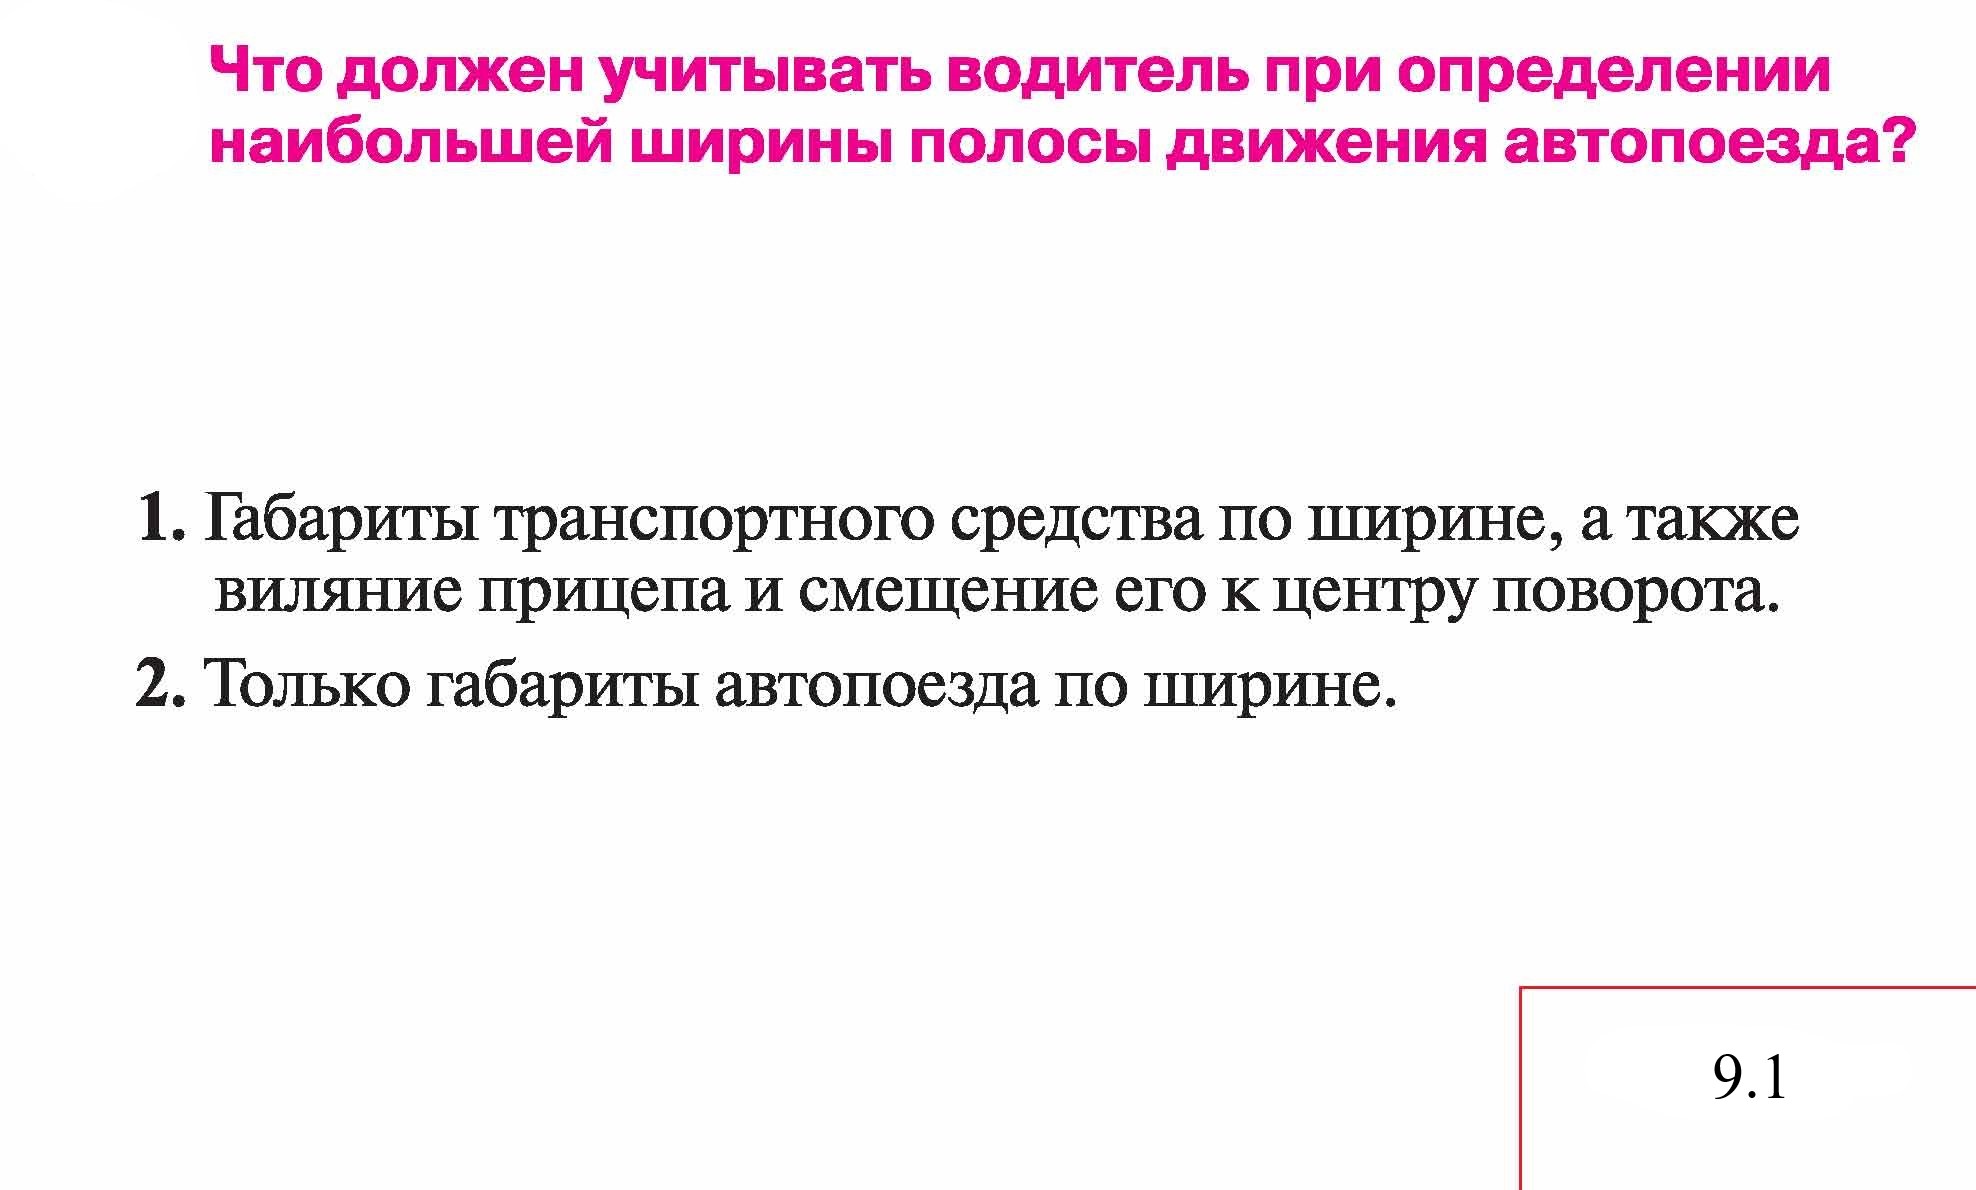 Что должен учитывать водитель при определении
наибольшей ширины полосы движения автопоезда?
1. Габариты транспортного средства по ширине, а также
виляние прицепа и смещение его к центру поворота.
2. Только габариты автопоезда по ширине.
9.1